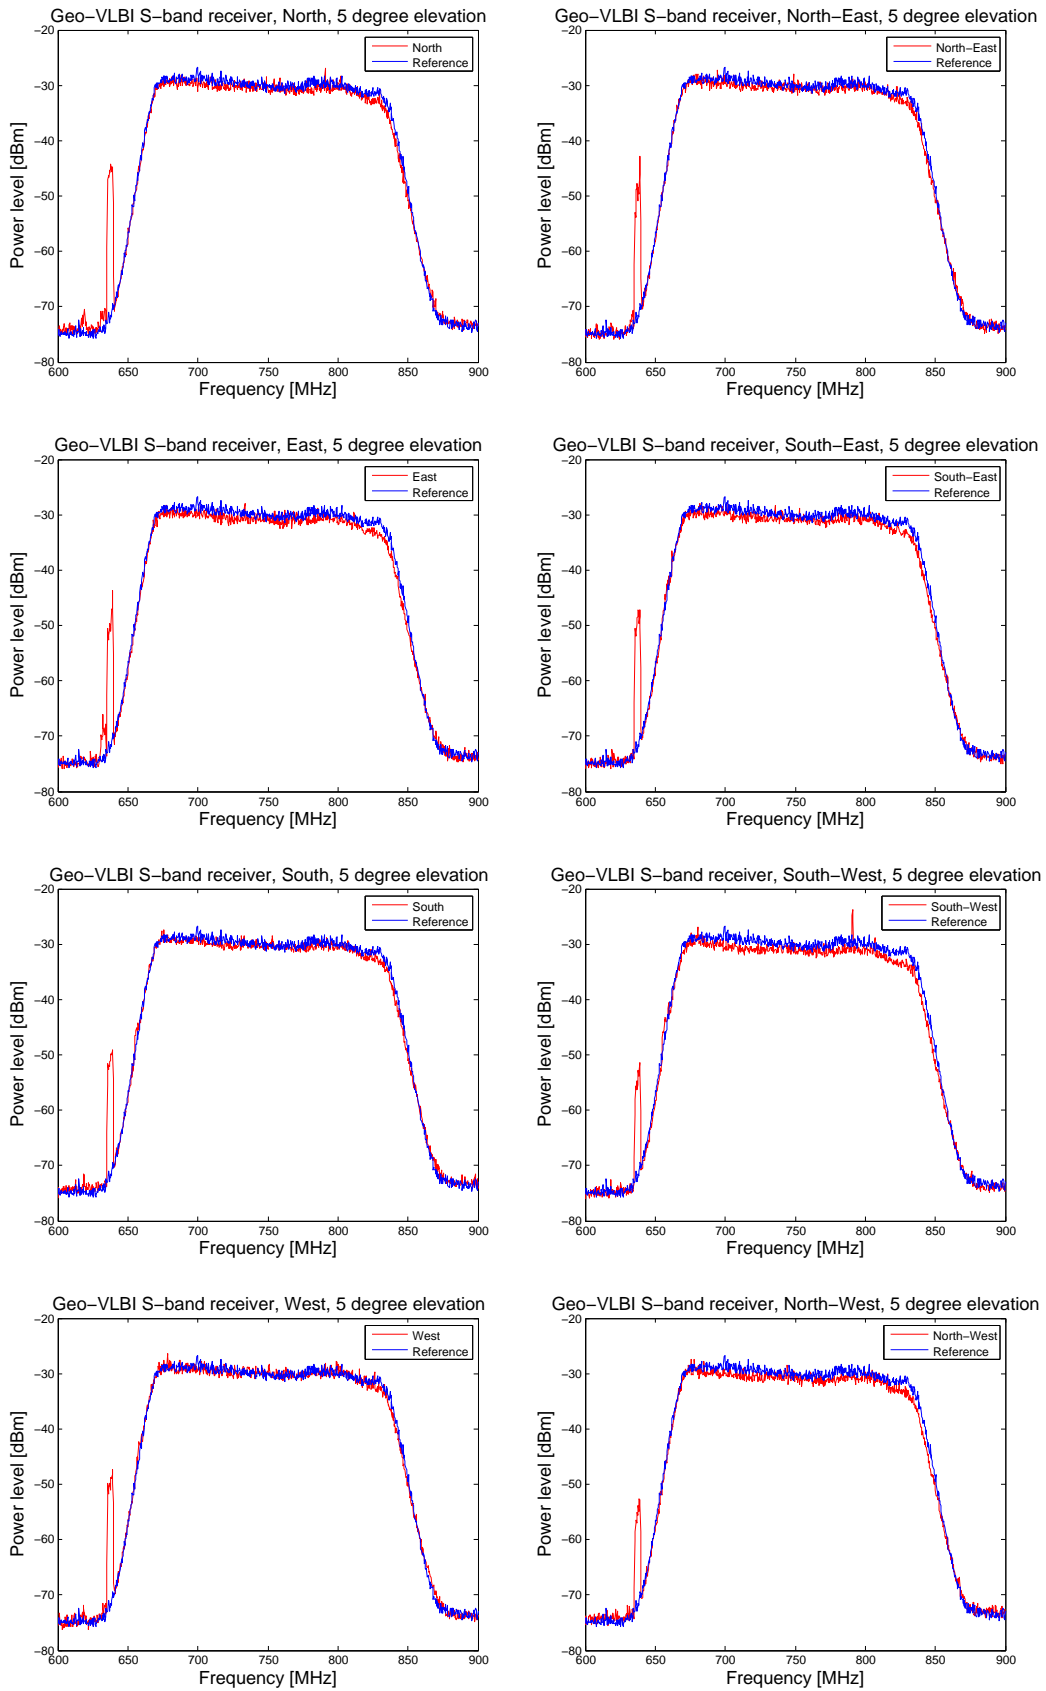 Geo−VLBI S−band receiver, North, 5 degree elevation
North
Reference
Power level [dBm]
−20
−30
−40
−50
−60
−70
−80
600 650 700 750 800 850 900
Frequency [MHz]
Geo−VLBI S−band receiver, North−East, 5 degree elevation
North−East
Reference
Power level [dBm]
−20
−30
−40
−50
−60
−70
−80
600 650 700 750 800 850 900
Frequency [MHz]
Geo−VLBI S−band receiver, East, 5 degree elevation
East
Reference
Power level [dBm]
−20
−30
−40
−50
−60
−70
−80
600 650 700 750 800 850 900
Frequency [MHz]
Geo−VLBI S−band receiver, South−East, 5 degree elevation
South−East
Reference
Power level [dBm]
−20
−30
−40
−50
−60
−70
−80
600 650 700 750 800 850 900
Frequency [MHz]
Geo−VLBI S−band receiver, South, 5 degree elevation
South
Reference
Power level [dBm]
−20
−30
−40
−50
−60
−70
−80
600 650 700 750 800 850 900
Frequency [MHz]
Geo−VLBI S−band receiver, South−West, 5 degree elevation
South−West
Reference
Power level [dBm]
−20
−30
−40
−50
−60
−70
−80
600 650 700 750 800 850 900
Frequency [MHz]
Geo−VLBI S−band receiver, West, 5 degree elevation
West
Reference
Power level [dBm]
−20
−30
−40
−50
−60
−70
−80
600 650 700 750 800 850 900
Frequency [MHz]
Geo−VLBI S−band receiver, North−West, 5 degree elevation
North−West
Reference
Power level [dBm]
−20
−30
−40
−50
−60
−70
−80
600 650 700 750 800 850 900
Frequency [MHz]